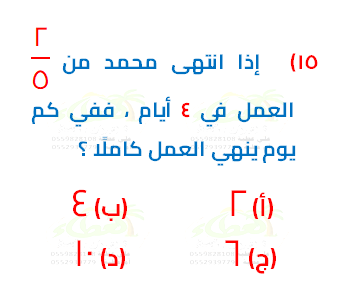 ١٥) إذا انتهى محمد من ٢/٥
العمل في ٤ أيام ، ففي كم
يوم ينهي العمل كاملًا ؟
(أ) ٢ (ب) ٤
(ج) ٦ (د) ١٠